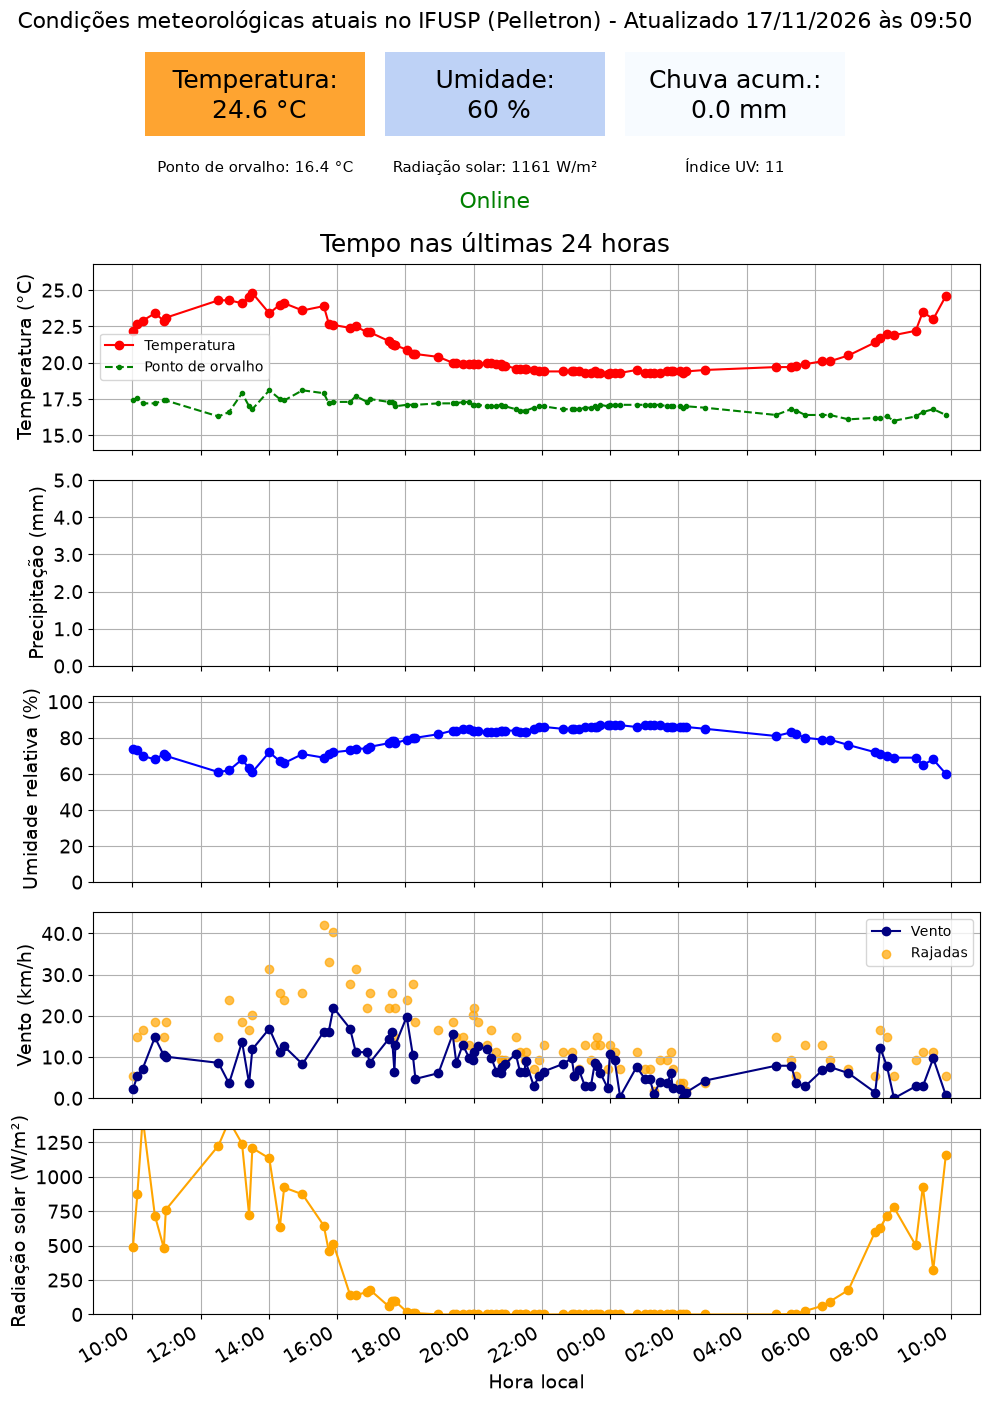 Condições meteorológicas atuais no IFUSP (Pelletron) - Atualizado 17/11/2026 às 09:50
Temperatura:
24.6 °C
Umidade:
60 %
Chuva acum.:
0.0 mm
Ponto de orvalho: 16.4 °C
Radiação solar: 1161 W/m²
Índice UV: 11
Online
Tempo nas últimas 24 horas
Temperatura (°C)
25.0
22.5
20.0
17.5
15.0
Temperatura
Ponto de orvalho
Precipitação (mm)
5.0
4.0
3.0
2.0
1.0
0.0
Umidade relativa (%)
100
80
60
40
20
0
Vento (km/h)
40.0
30.0
20.0
10.0
0.0
Vento
Rajadas
Radiação solar (W/m²)
1250
1000
750
500
250
0
10:00
12:00
14:00
16:00
18:00
20:00
22:00
00:00
02:00
04:00
06:00
08:00
10:00
Hora local